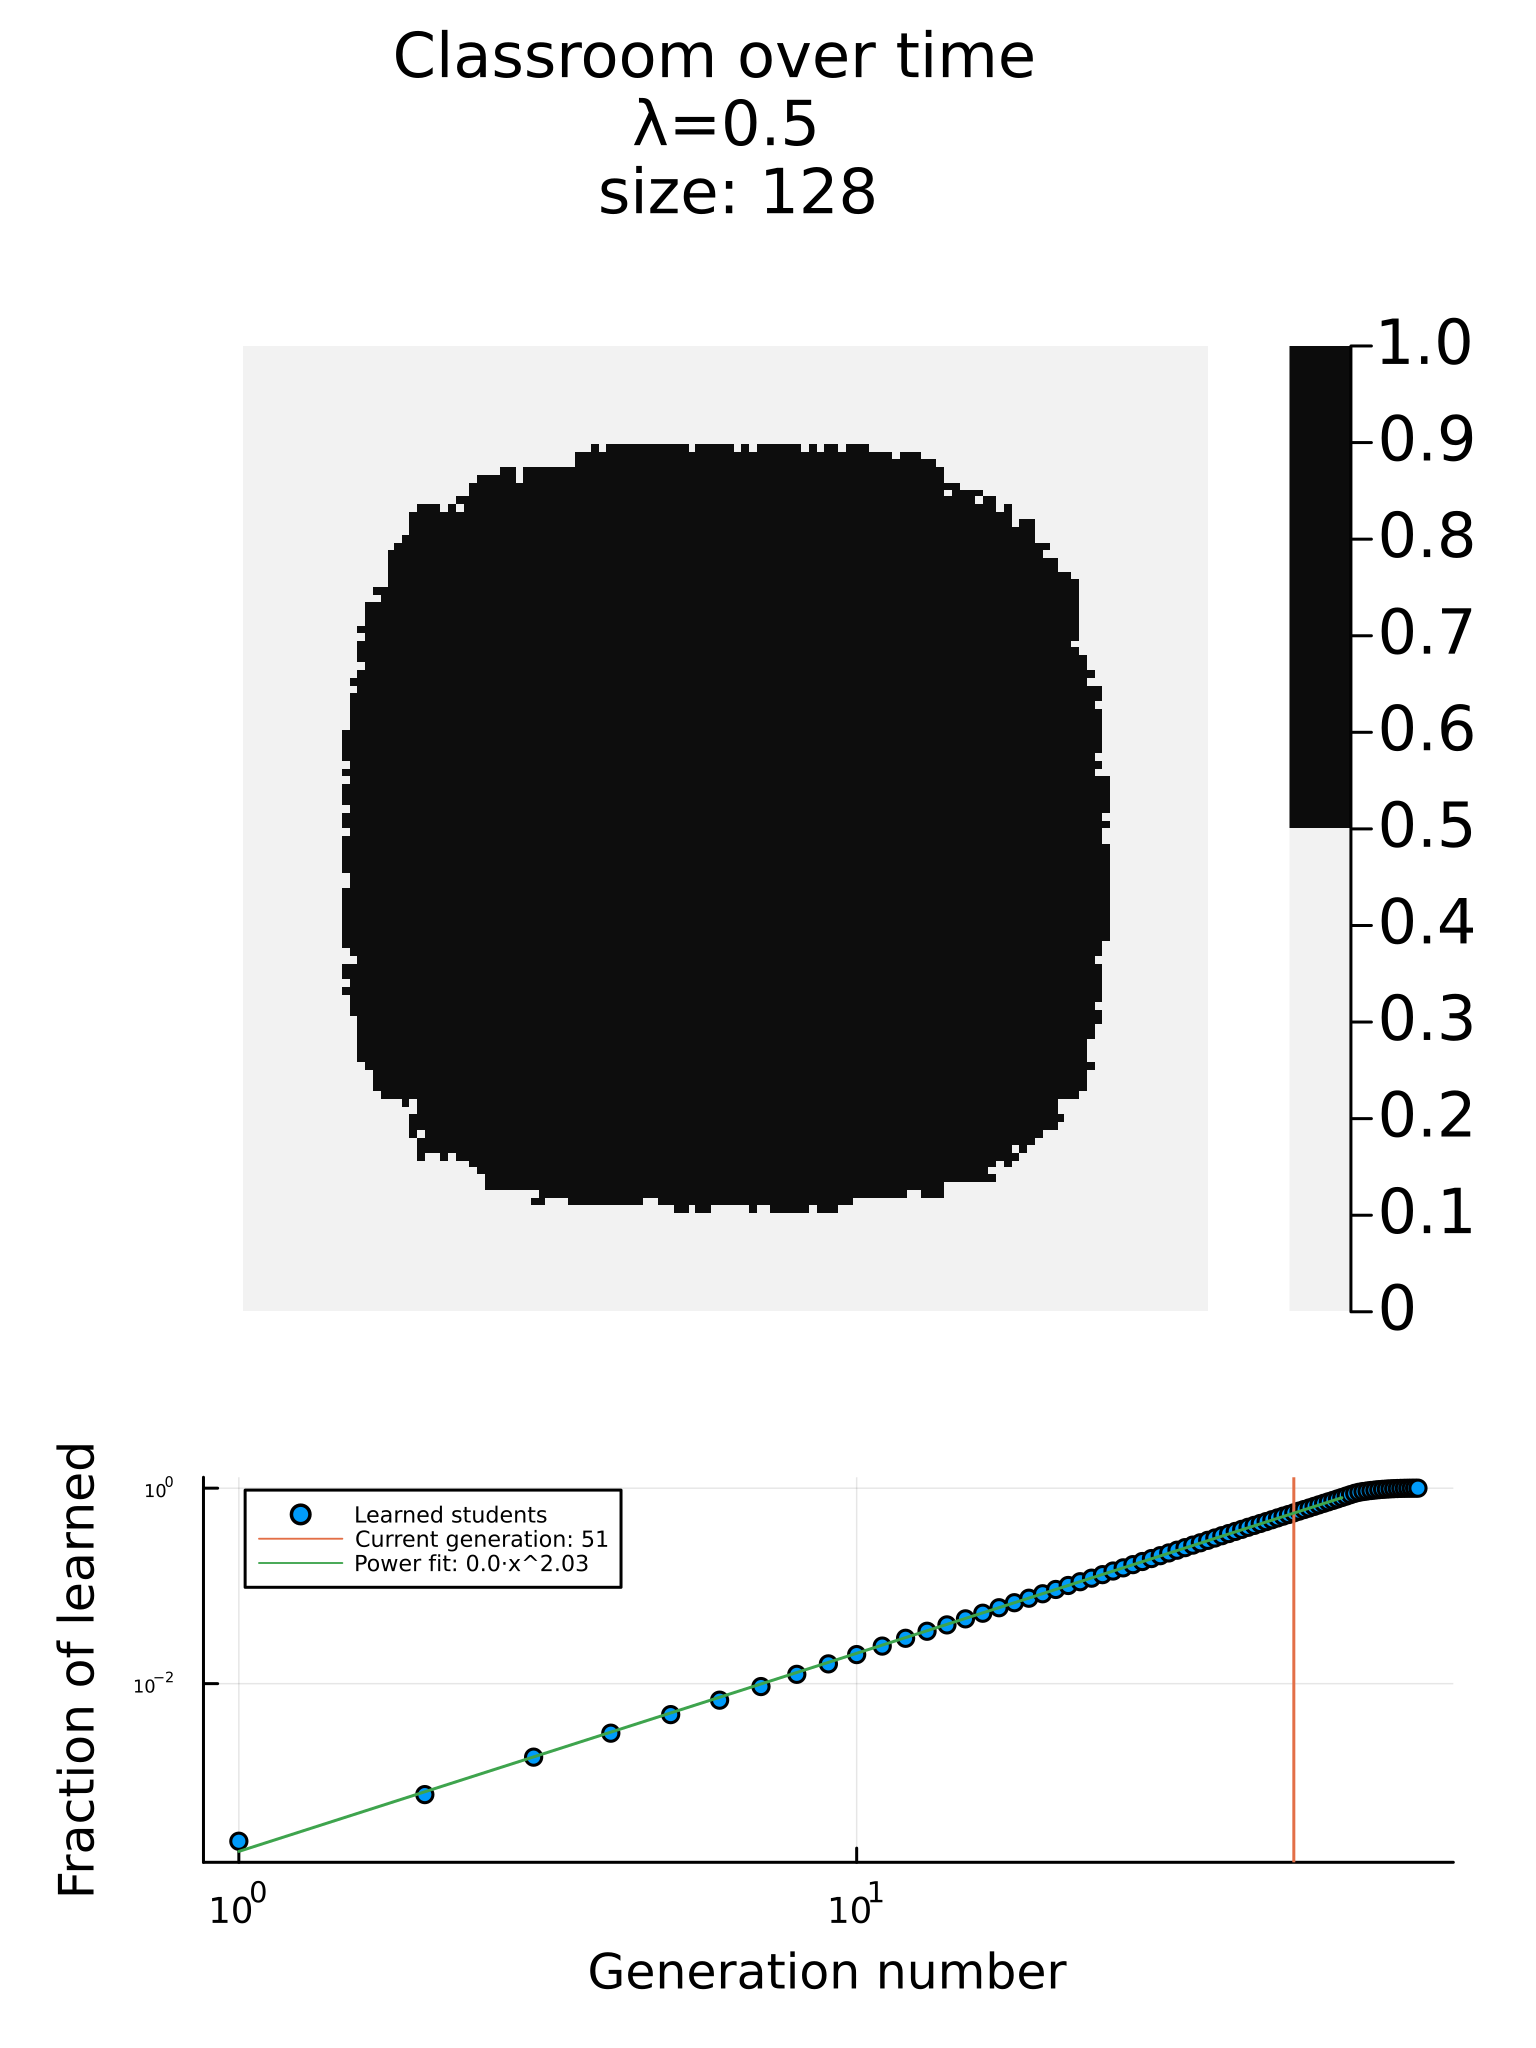 Classroom over time
λ=0.5
size: 128
1.0
0.9
0.8
0.7
0.6
0.5
0.4
0.3
0.2
0.1
0
Fraction of learned
10⁰
10⁻²
Learned students
Current generation: 51
Power fit: 0.0·x^2.03
10⁰
10¹
Generation number